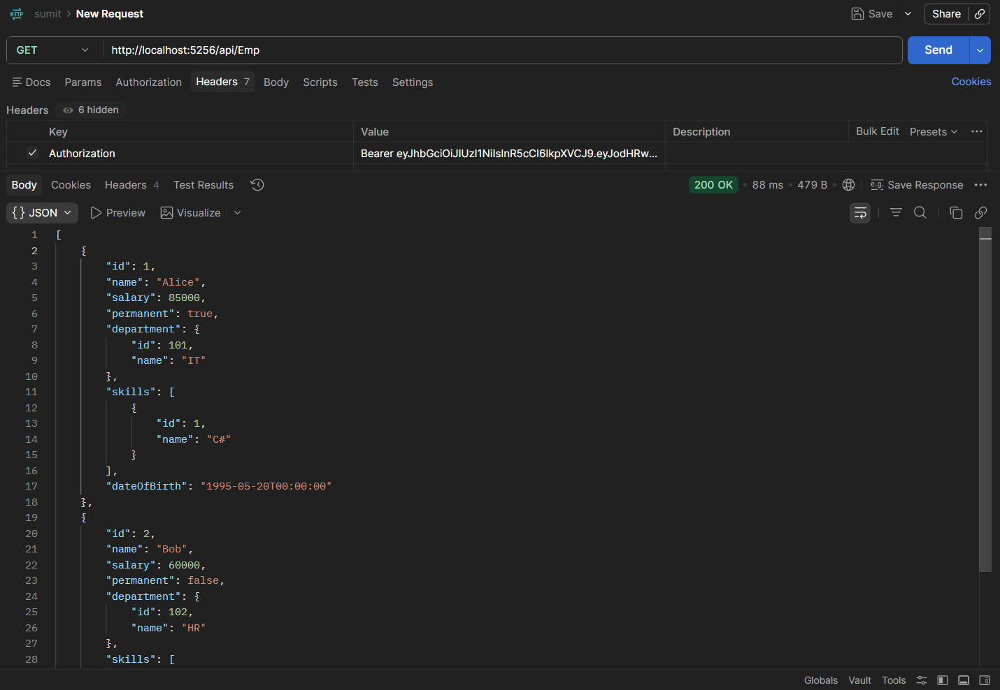 HTTP sumit > New Request Save Share
GET http://localhost:5256/api/Emp Send
Docs Params Authorization Headers 7 Body Scripts Tests Settings Cookies
Headers 6 hidden
Key Value Description Bulk Edit Presets
Authorization Bearer eyJhbGciOiJIUzI1NiIsInR5cCI6IkpXVCJ9.eyJodHRw...
Body Cookies Headers 4 Test Results 200 OK • 88 ms • 479 B • e.g. Save Response
{} JSON Preview Visualize
1 [
2 {
3 "id": 1,
4 "name": "Alice",
5 "salary": 85000,
6 "permanent": true,
7 "department": {
8 "id": 101,
9 "name": "IT"
10 },
11 "skills": [
12 {
13 "id": 1,
14 "name": "C#"
15 }
16 ],
17 "dateOfBirth": "1995-05-20T00:00:00"
18 },
19 {
20 "id": 2,
21 "name": "Bob",
22 "salary": 60000,
23 "permanent": false,
24 "department": {
25 "id": 102,
26 "name": "HR"
27 },
28 "skills": [
Globals Vault Tools